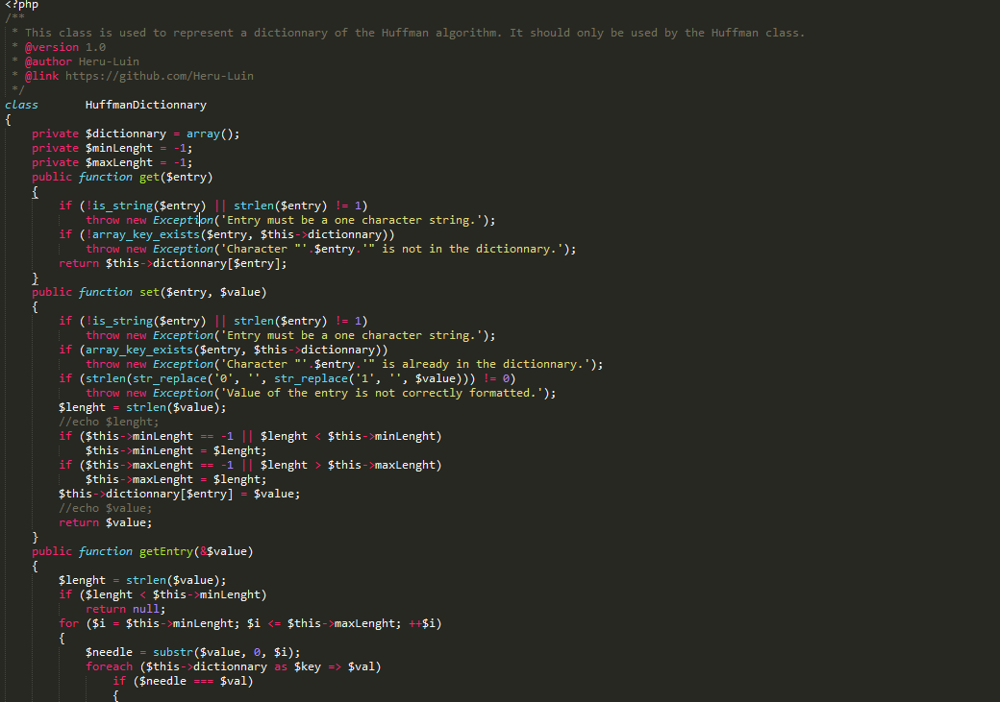 <?php
/**
 * This class is used to represent a dictionnary of the Huffman algorithm. It should only be used by the Huffman class.
 * @version 1.0
 * @author Heru-Luin
 * @link https://github.com/Heru-Luin
 */
class       HuffmanDictionnary
{
    private $dictionnary = array();
    private $minLenght = -1;
    private $maxLenght = -1;
    public function get($entry)
    {
        if (!is_string($entry) || strlen($entry) != 1)
            throw new Exception('Entry must be a one character string.');
        if (!array_key_exists($entry, $this->dictionnary))
            throw new Exception('Character "'.$entry.'" is not in the dictionnary.');
        return $this->dictionnary[$entry];
    }
    public function set($entry, $value)
    {
        if (!is_string($entry) || strlen($entry) != 1)
            throw new Exception('Entry must be a one character string.');
        if (array_key_exists($entry, $this->dictionnary))
            throw new Exception('Character "'.$entry.'" is already in the dictionnary.');
        if (strlen(str_replace('0', '', str_replace('1', '', $value))) != 0)
            throw new Exception('Value of the entry is not correctly formatted.');
        $lenght = strlen($value);
        //echo $lenght;
        if ($this->minLenght == -1 || $lenght < $this->minLenght)
            $this->minLenght = $lenght;
        if ($this->maxLenght == -1 || $lenght > $this->maxLenght)
            $this->maxLenght = $lenght;
        $this->dictionnary[$entry] = $value;
        //echo $value;
        return $value;
    }
    public function getEntry(&$value)
    {
        $lenght = strlen($value);
        if ($lenght < $this->minLenght)
            return null;
        for ($i = $this->minLenght; $i <= $this->maxLenght; ++$i)
        {
            $needle = substr($value, 0, $i);
            foreach ($this->dictionnary as $key => $val)
                if ($needle === $val)
                {